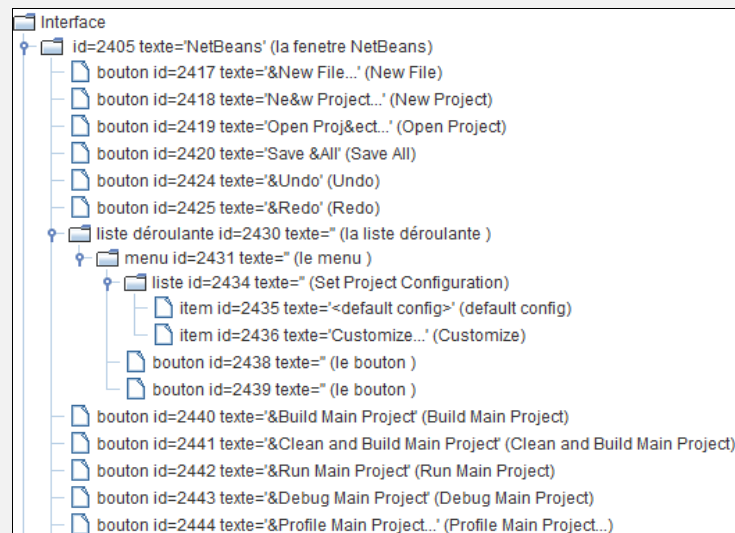 Interface
id=2405 texte='NetBeans' (la fenetre NetBeans)
bouton id=2417 texte='&New File...' (New File)
bouton id=2418 texte='Ne&w Project...' (New Project)
bouton id=2419 texte='Open Proj&ect...' (Open Project)
bouton id=2420 texte='Save &All' (Save All)
bouton id=2424 texte='&Undo' (Undo)
bouton id=2425 texte='&Redo' (Redo)
liste déroulante id=2430 texte='' (la liste déroulante )
menu id=2431 texte='' (le menu )
liste id=2434 texte='' (Set Project Configuration)
item id=2435 texte='<default config>' (default config)
item id=2436 texte='Customize...' (Customize)
bouton id=2438 texte='' (le bouton )
bouton id=2439 texte='' (le bouton )
bouton id=2440 texte='&Build Main Project' (Build Main Project)
bouton id=2441 texte='&Clean and Build Main Project' (Clean and Build Main Project)
bouton id=2442 texte='&Run Main Project' (Run Main Project)
bouton id=2443 texte='&Debug Main Project' (Debug Main Project)
bouton id=2444 texte='&Profile Main Project...' (Profile Main Project...)